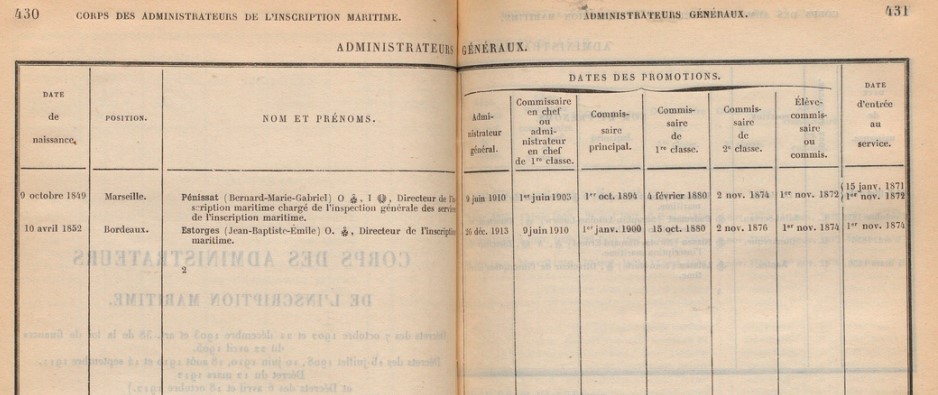 430 CORPS DES ADMINISTRATEURS DE L'INSCRIPTION MARITIME.
ADMINISTRATEURS GÉNÉRAUX. 431
ADMINISTRATEURS GÉNÉRAUX.
DATE
de
naissance.
POSITION.
NOM ET PRÉNOMS.
DATES DES PROMOTIONS.
Admi-
nistrateur
général.
Commissaire
en chef
ou
admi-
nistrateur
en chef
de 1re classe.
Commis-
saire
principal.
Commis-
saire
de
1re classe.
Commis-
saire
de
2e classe.
Élève-
commis-
saire
ou
commis.
DATE
d'entrée
au
service.
9 octobre 1849 Marseille. Pénissat (Bernard-Marie-Gabriel) O. I Directeur de
scription maritime chargé de l'inspection générale des
de l'inscription maritime.
9 juin 1910 1er juin 1903 1er oct. 1894 4 février 1880 2 nov. 1874 1er nov. 1872 15 janv. 1871
1er nov. 1872
10 avril 1852 Bordeaux. Estorges (Jean-Baptiste-Émile) O. , Directeur de
maritime.
déc. 1913 9 juin 1910 1er janv. 1900 15 oct. 1880 2 nov. 1876 1er nov. 1874 1er nov. 1874
2